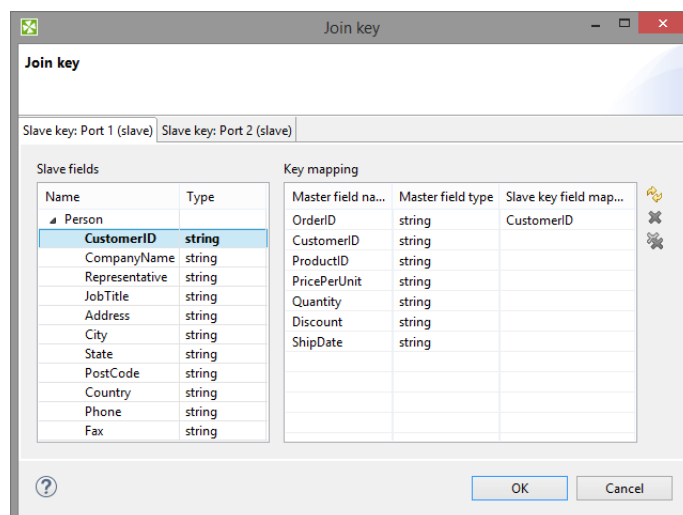 Join key
Join key
Slave key: Port 1 (slave) Slave key: Port 2 (slave)
Slave fields Key mapping
Name Type Master field na... Master field type Slave key field map...
Person OrderID string CustomerID
CustomerID string CustomerID string
CompanyName string ProductID string
Representative string PricePerUnit string
JobTitle string Quantity string
Address string Discount string
City string ShipDate string
State string
PostCode string
Country string
Phone string
Fax string
? OK Cancel